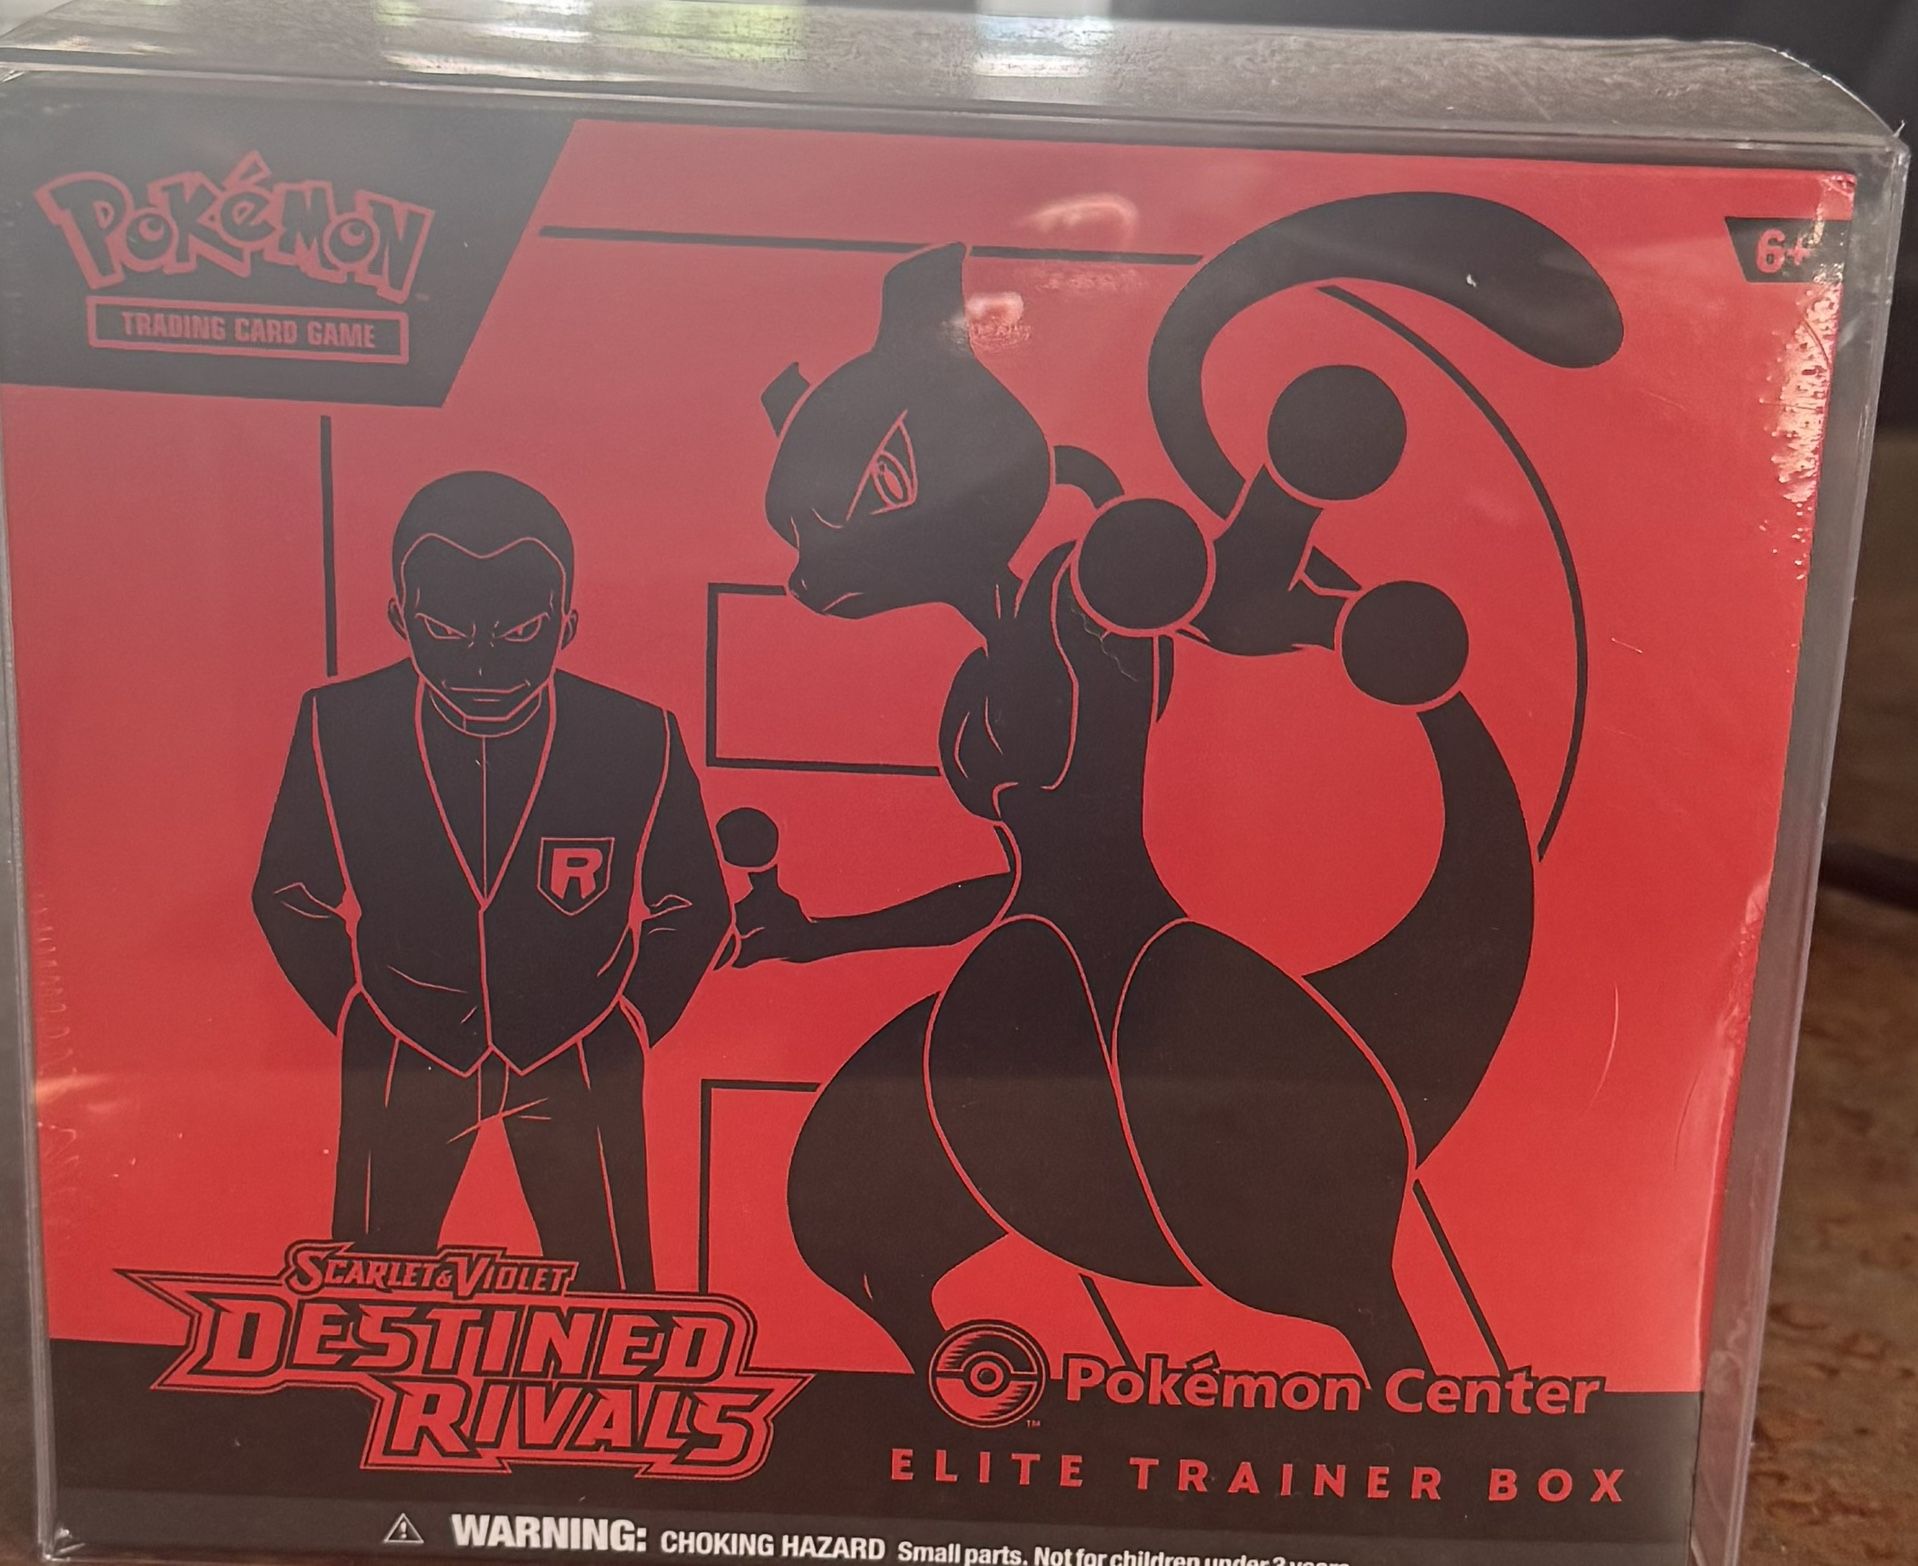 POKéMON
TRADING CARD GAME
6+
R
SCARLET & VIOLET
DESTINED
RIVALS
Pokémon Center
TM
ELITE TRAINER BOX
WARNING: CHOKING HAZARD Small parts. Not for children under 3 years